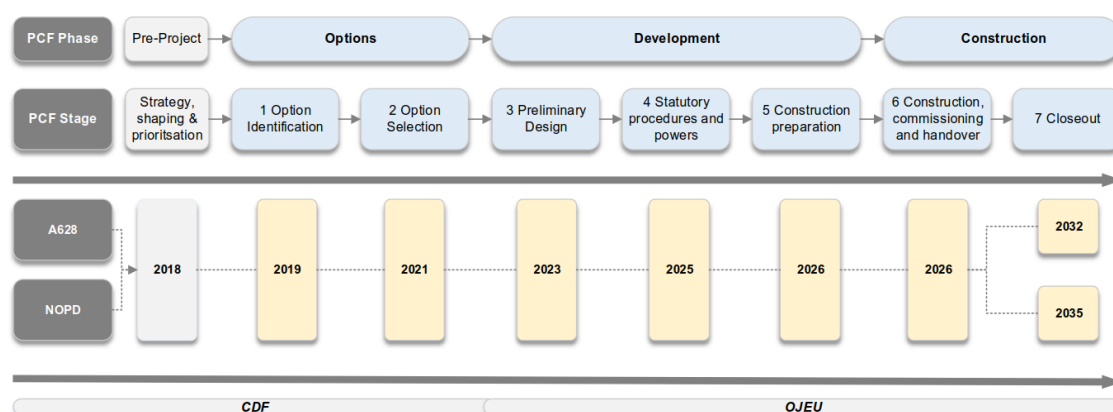 PCF Phase
Pre-Project
Options
Development
Construction
PCF Stage
Strategy,
shaping &
prioritsation
1 Option
Identification
2 Option
Selection
3 Preliminary
Design
4 Statutory
procedures and
powers
5 Construction
preparation
6 Construction,
commissioning
and handover
7 Closeout
A628
NOPD
2018
2019
2021
2023
2025
2026
2026
2032
2035
CDF
OJEU